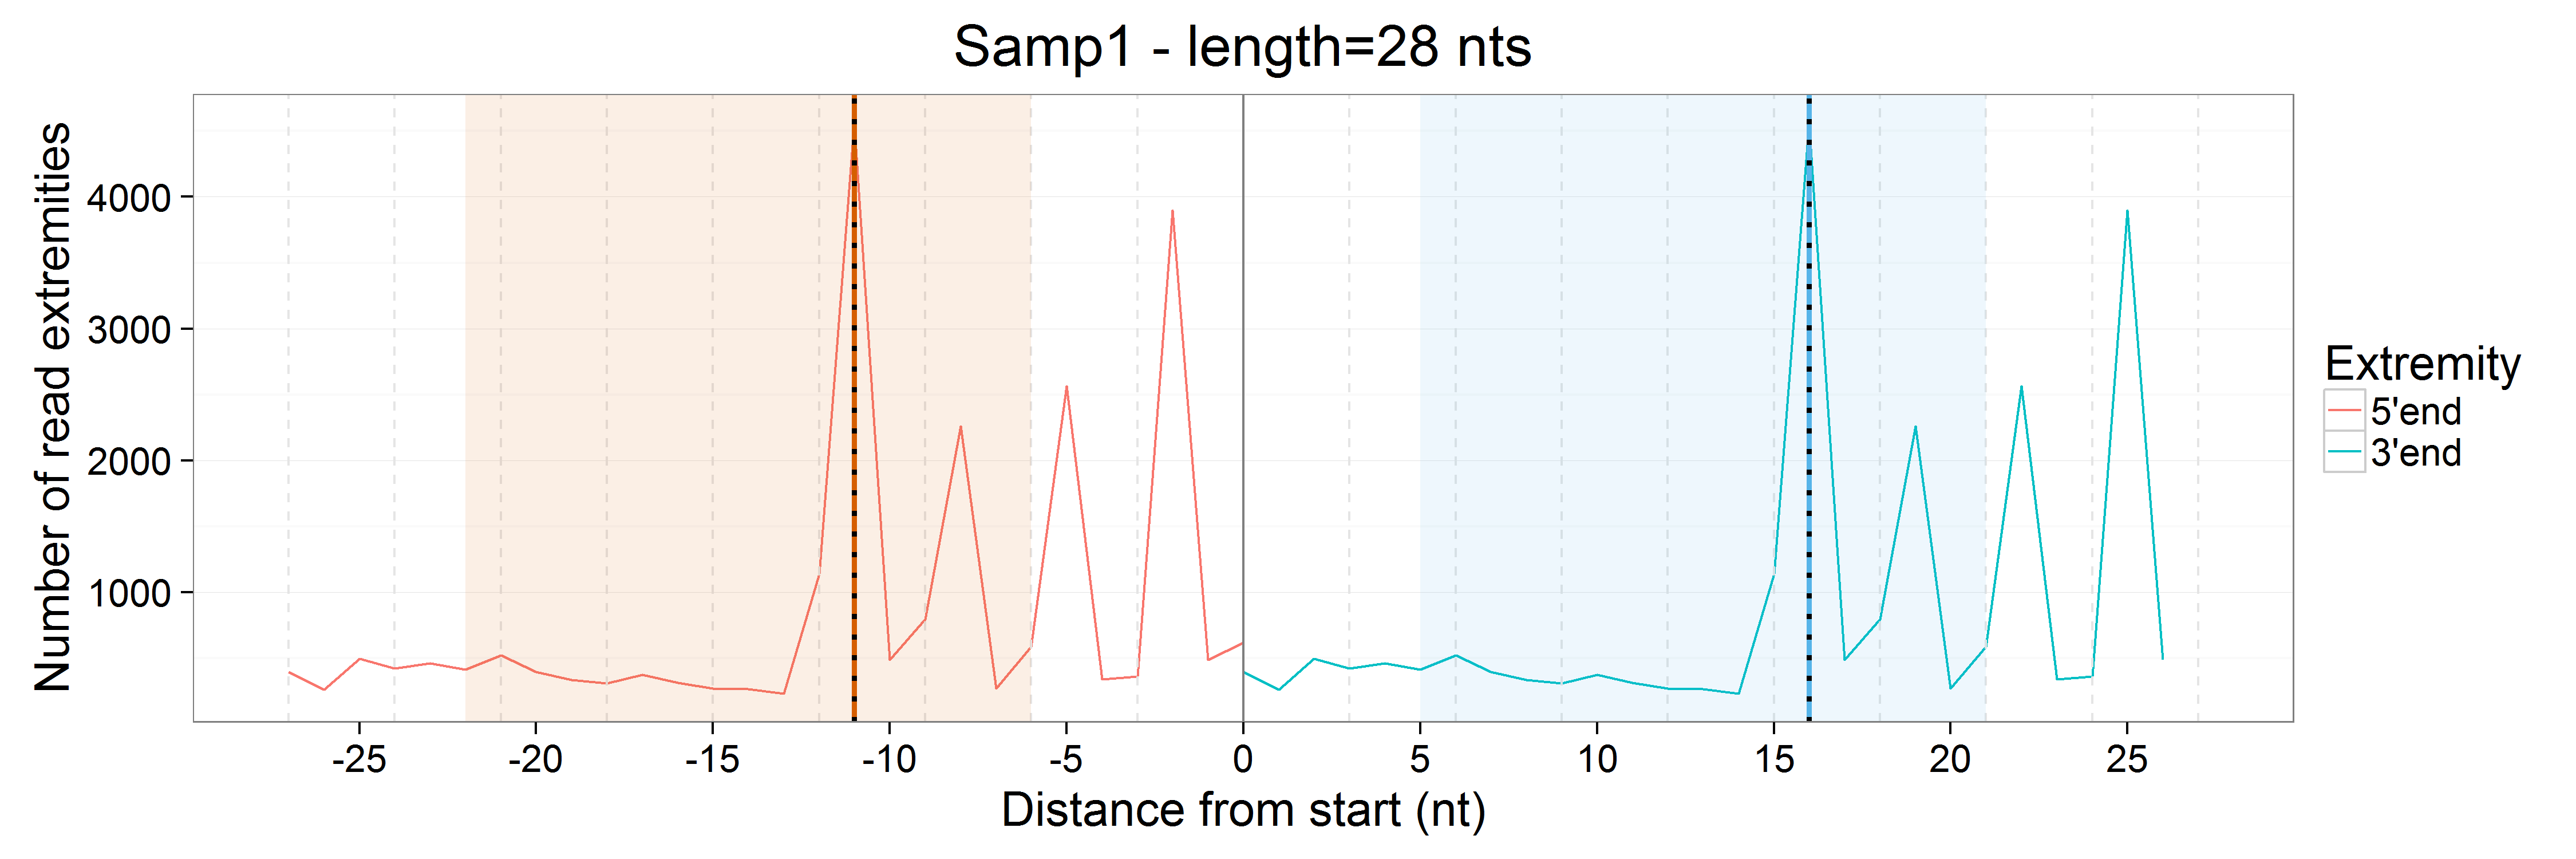 Samp1 - length=28 nts
Number of read extremities
4000
3000
2000
1000
-25 -20 -15 -10 -5 0 5 10 15 20 25
Distance from start (nt)
Extremity
5'end
3'end